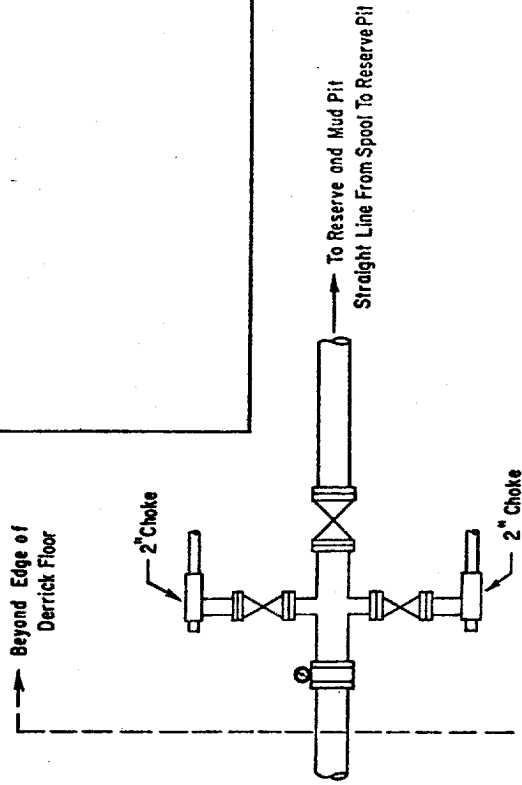 Beyond Edge of
Derrick Floor
2" Choke
To Reserve and Mud Pit
Straight Line From Spool To Reserve Pit
2" Choke